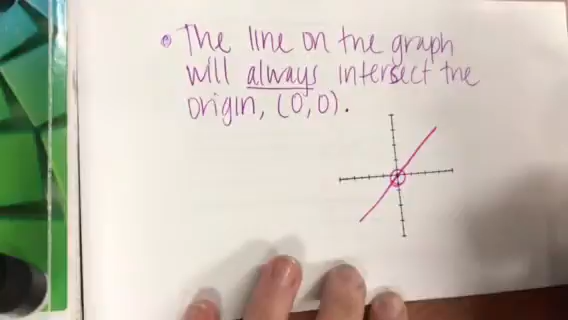 • The line on the graph
will always intersect the
origin, (0,0).